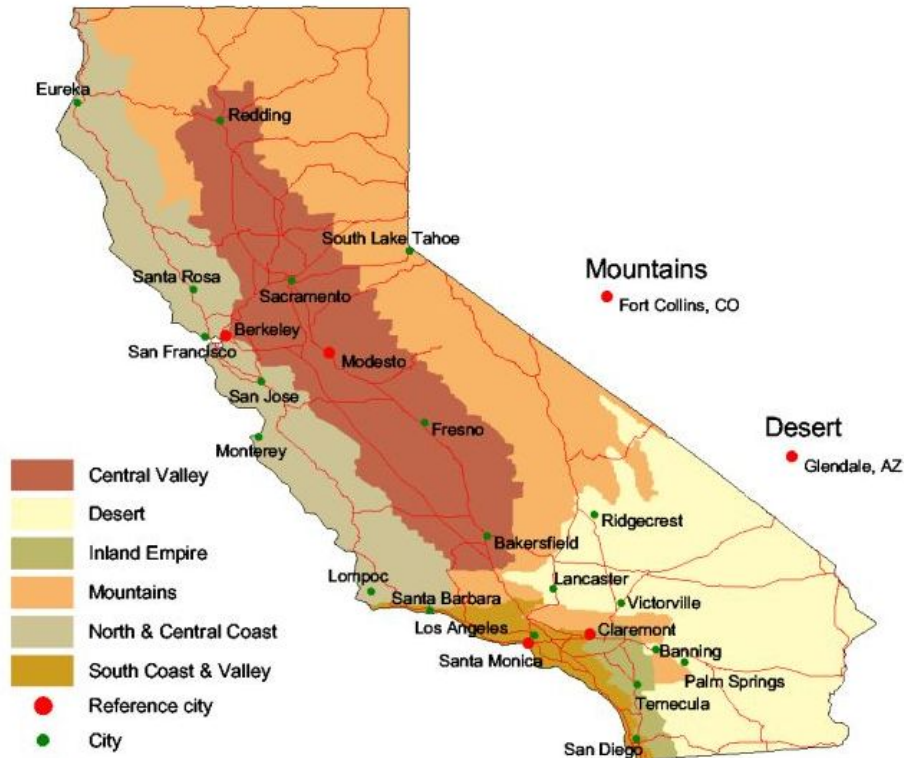 Eureka
Redding
South Lake Tahoe
Mountains
Fort Collins, CO
Santa Rosa
Sacramento
Berkeley
San Francisco
Modesto
San Jose
Fresno
Monterey
Desert
Glendale, AZ
Central Valley
Desert
Inland Empire
Mountains
North & Central Coast
South Coast & Valley
Reference city
City
Ridgecrest
Bakersfield
Lompoc
Lancaster
Santa Barbara
Victorville
Los Angeles
Claremont
Santa Monica
Banning
Palm Springs
Temecula
San Diego